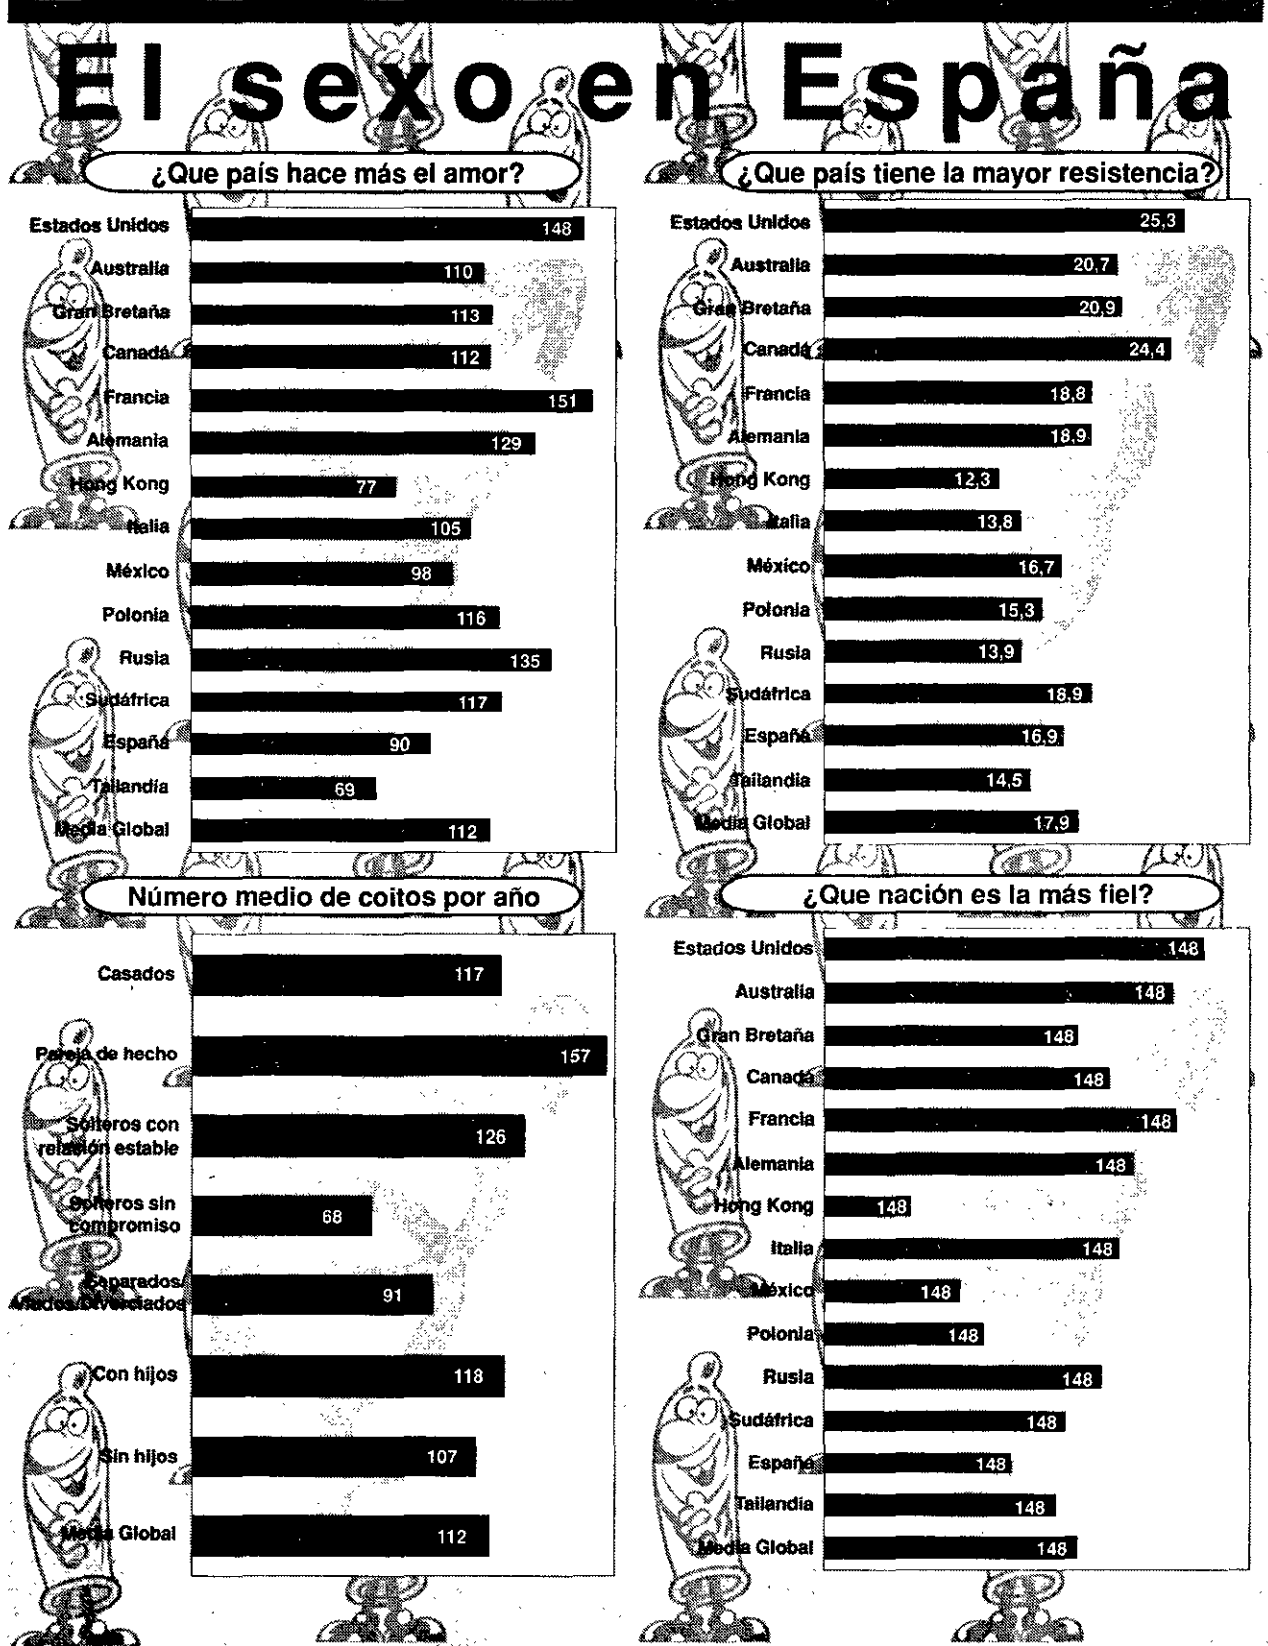 El sexo en España
¿Que país hace más el amor?
Estados Unidos 148
Australia 110
Gran Bretaña 113
Canadá 112
Francia 151
Alemania 129
Hong Kong 77
Italia 105
México 98
Polonia 116
Rusia 135
Sudáfrica 117
España 90
Tailandia 69
Media Global 112
¿Que país tiene la mayor resistencia?
Estados Unidos 25,3
Australia 20,7
Gran Bretaña 20,9
Canadá 24,4
Francia 18,8
Alemania 18,9
Hong Kong 12,3
Italia 13,8
México 16,7
Polonia 15,3
Rusia 13,9
Sudáfrica 18,9
España 16,9
Tailandia 14,5
Media Global 17,9
Número medio de coitos por año
Casados 117
Pareja de hecho 157
Solteros con
relación estable 126
Solteros sin
compromiso 68
Separados/
Viudos/Divorciados 91
Con hijos 118
Sin hijos 107
Media Global 112
¿Que nación es la más fiel?
Estados Unidos 148
Australia 148
Gran Bretaña 148
Canadá 148
Francia 148
Alemania 148
Hong Kong 148
Italia 148
México 148
Polonia 148
Rusia 148
Sudáfrica 148
España 148
Tailandia 148
Media Global 148